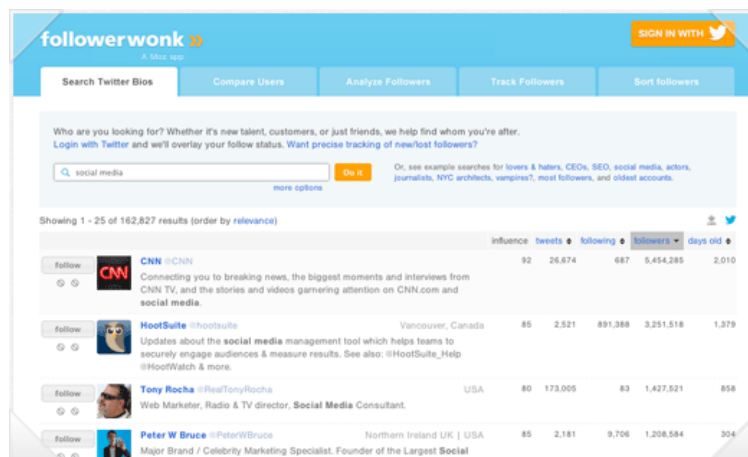 followerwonk »
A Moz app
SIGN IN WITH
Search Twitter Bios
Compare Users
Analyze Followers
Track Followers
Sort followers
Who are you looking for? Whether it's new talent, customers, or just friends, we help find whom you're after.
Login with Twitter and we'll overlay your follow status. Want precise tracking of new/lost followers?
social media
Do it
more options
Or, see example searches for lovers & haters, CEOs, SEO, social media, actors,
journalists, NYC architects, vampires?, most followers, and oldest accounts.
Showing 1 - 25 of 162,827 results (order by relevance)
influence tweets following followers days old
follow CNN @CNN 92 26,674 687 5,454,285 2,010
Connecting you to breaking news, the biggest moments and interviews from
CNN TV, and the stories and videos garnering attention on CNN.com and
social media.
CNN
follow HootSuite @hootsuite Vancouver, Canada 85 2,521 891,388 3,251,518 1,379
Updates about the social media management tool which helps teams to
securely engage audiences & measure results. See also: @HootSuite_Help
@HootWatch & more.
follow Tony Rocha @RealTonyRocha USA 80 173,005 83 1,427,521 858
Web Marketer, Radio & TV director, Social Media Consultant.
follow Peter W Bruce @PeterWBruce Northern Ireland UK | USA 85 2,181 9,706 1,208,584 304
Major Brand / Celebrity Marketing Specialist. Founder of the Largest Social